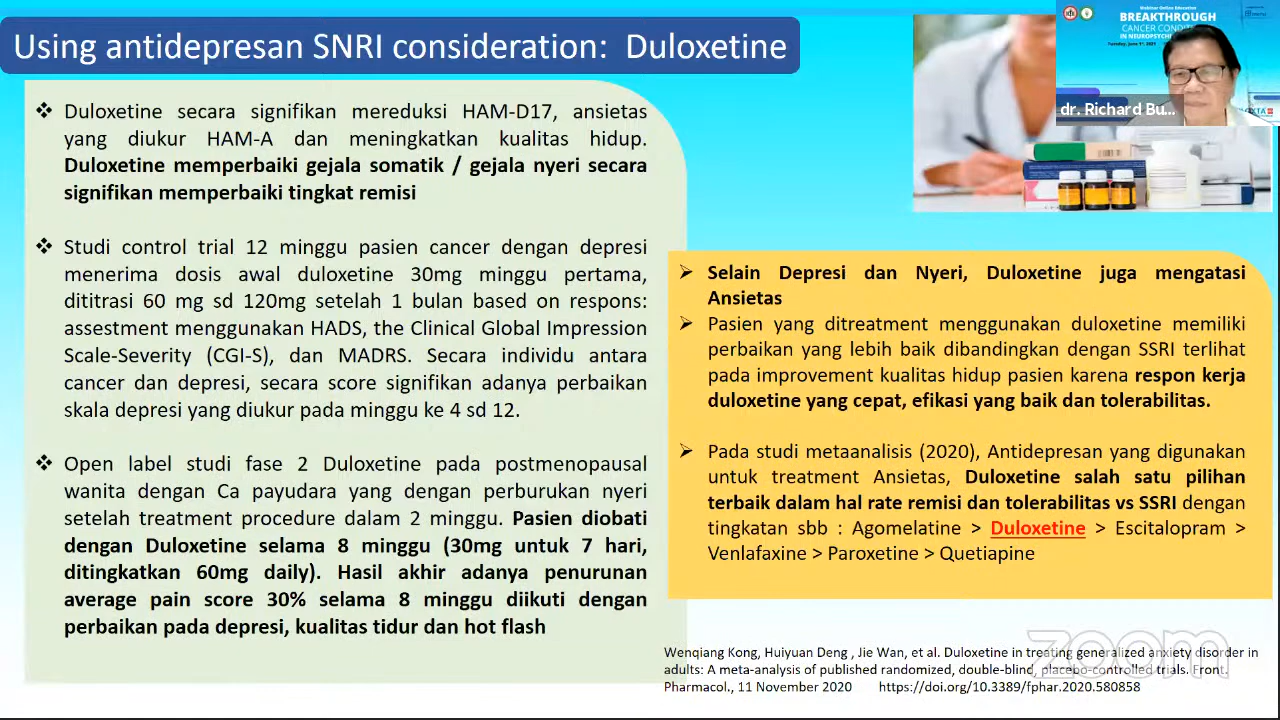 Using antidepresan SNRI consideration: Duloxetine
Webinar Online Education
BREAKTHROUGH
CANCER CONDI
IN NEUROPSYCH
Tuesday, June 1st, 2021
dr. Richard Bu...
❖ Duloxetine secara signifikan mereduksi HAM-D17, ansietas
yang diukur HAM-A dan meningkatkan kualitas hidup.
Duloxetine memperbaiki gejala somatik / gejala nyeri secara
signifikan memperbaiki tingkat remisi
❖ Studi control trial 12 minggu pasien cancer dengan depresi
menerima dosis awal duloxetine 30mg minggu pertama,
dititrasi 60 mg sd 120mg setelah 1 bulan based on respons:
assestment menggunakan HADS, the Clinical Global Impression
Scale-Severity (CGI-S), dan MADRS. Secara individu antara
cancer dan depresi, secara score signifikan adanya perbaikan
skala depresi yang diukur pada minggu ke 4 sd 12.
❖ Open label studi fase 2 Duloxetine pada postmenopausal
wanita dengan Ca payudara yang dengan perburukan nyeri
setelah treatment procedure dalam 2 minggu. Pasien diobati
dengan Duloxetine selama 8 minggu (30mg untuk 7 hari,
ditingkatkan 60mg daily). Hasil akhir adanya penurunan
average pain score 30% selama 8 minggu diikuti dengan
perbaikan pada depresi, kualitas tidur dan hot flash
➢ Selain Depresi dan Nyeri, Duloxetine juga mengatasi
Ansietas
➢ Pasien yang ditreatment menggunakan duloxetine memiliki
perbaikan yang lebih baik dibandingkan dengan SSRI terlihat
pada improvement kualitas hidup pasien karena respon kerja
duloxetine yang cepat, efikasi yang baik dan tolerabilitas.
➢ Pada studi metaanalisis (2020), Antidepresan yang digunakan
untuk treatment Ansietas, Duloxetine salah satu pilihan
terbaik dalam hal rate remisi dan tolerabilitas vs SSRI dengan
tingkatan sbb : Agomelatine > Duloxetine > Escitalopram >
Venlafaxine > Paroxetine > Quetiapine
Wenqiang Kong, Huiyuan Deng , Jie Wan, et al. Duloxetine in treating generalized anxiety disorder in
adults: A meta-analysis of published randomized, double-blind, placebo-controlled trials. Front.
Pharmacol., 11 November 2020 https://doi.org/10.3389/fphar.2020.580858
zoom